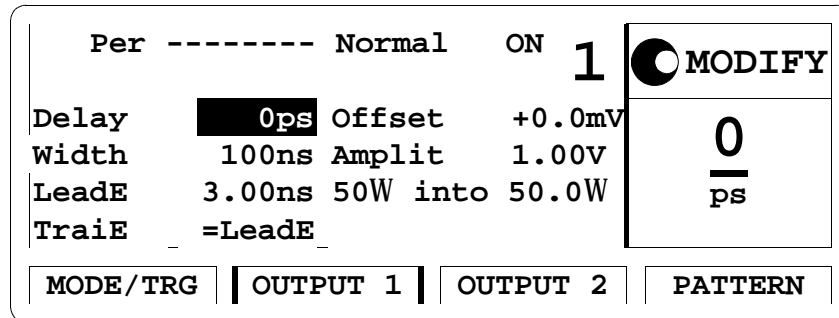 Per -------- Normal ON 1
MODIFY
Delay 0ps Offset +0.0mV
Width 100ns Amplit 1.00V
LeadE 3.00ns 50W into 50.0W
TraiE =LeadE
0
ps
MODE/TRG OUTPUT 1 OUTPUT 2 PATTERN